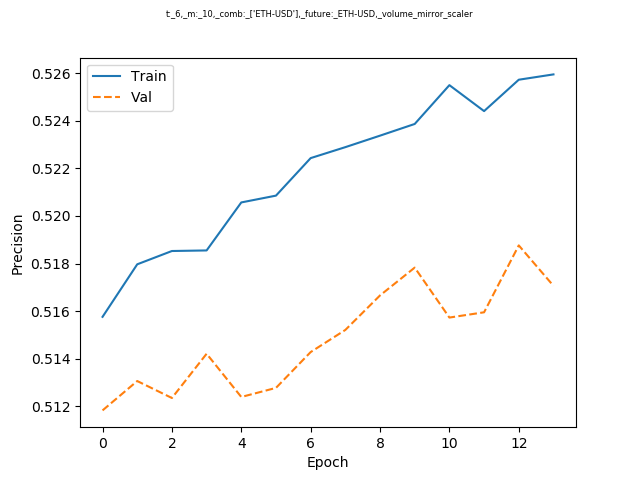 t:_6,_m:_10,_comb:_['ETH-USD'],_future:_ETH-USD,_volume_mirror_scaler
0.526
Train
Val
0.524
0.522
0.520
0.518
0.516
0.514
0.512
Precision
0 2 4 6 8 10 12
Epoch